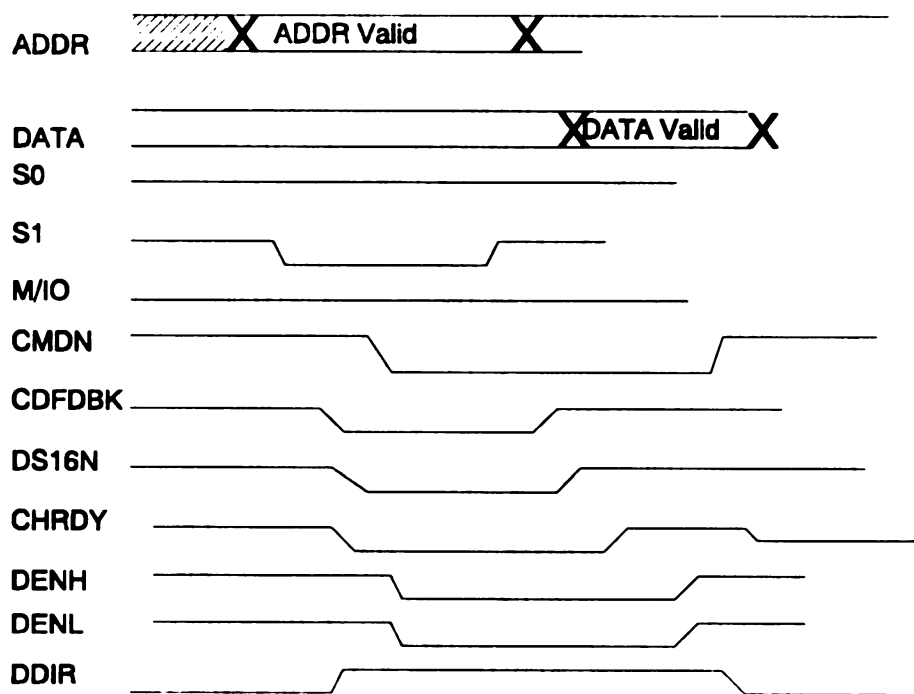 ADDR
ADDR Valid
DATA
DATA Valid
S0
S1
M/IO
CMDN
CDFDBK
DS16N
CHRDY
DENH
DENL
DDIR